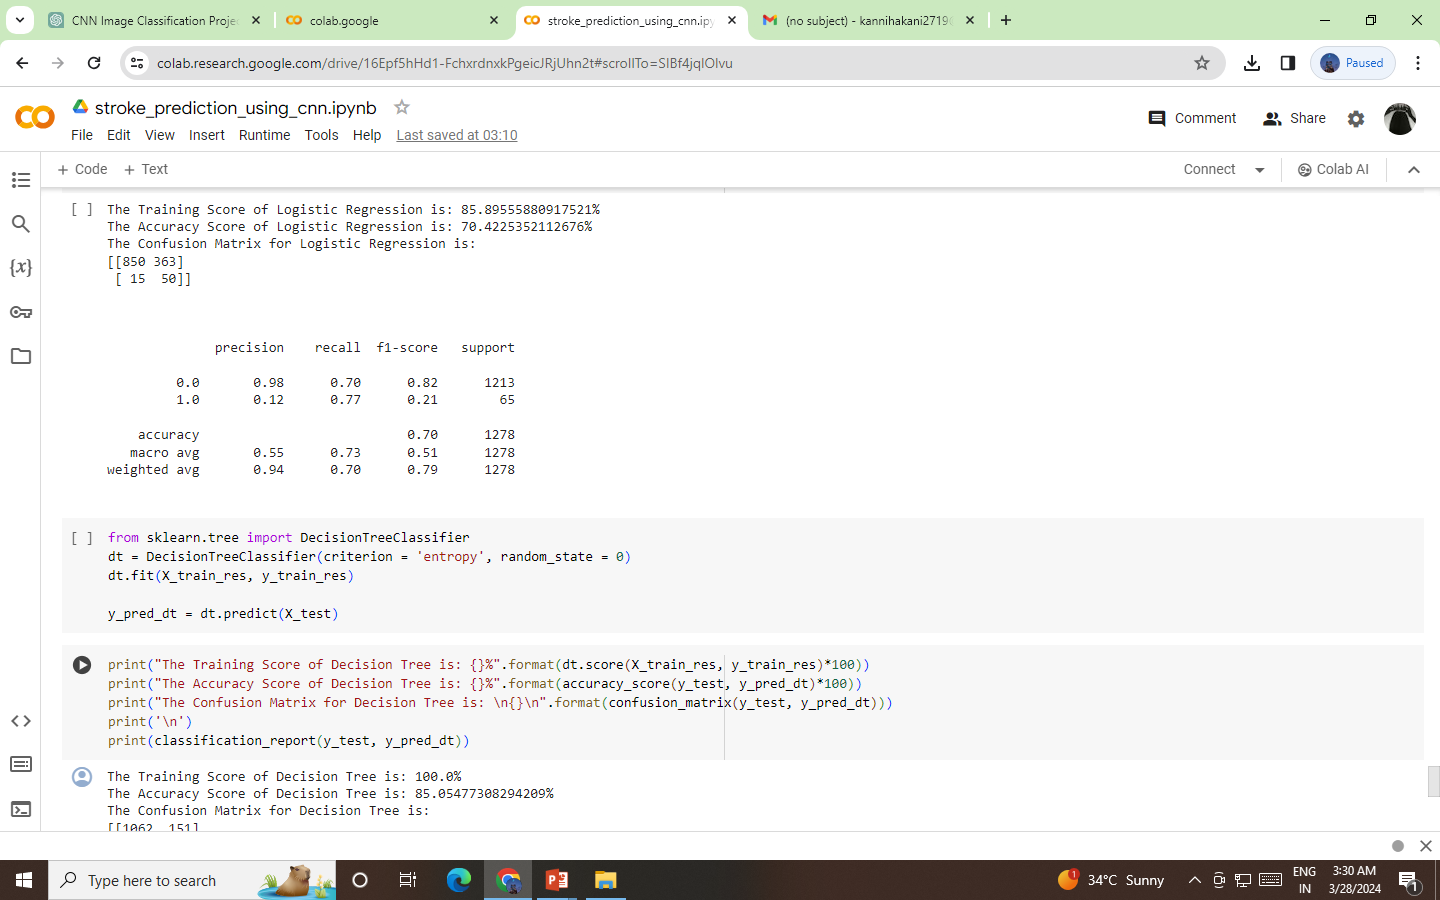 CNN Image Classification Proje
colab.google
stroke_prediction_using_cnn.ipy
(no subject) - kannihakani2719
colab.research.google.com/drive/16Epf5hHd1-FchxrdnxkPgeicJRjUhn2t#scrollTo=SIBf4jqIOIvu
Paused
stroke_prediction_using_cnn.ipynb
File Edit View Insert Runtime Tools Help Last saved at 03:10
Comment
Share
+ Code + Text
Connect
Colab AI
[ ] The Training Score of Logistic Regression is: 85.89555880917521%
The Accuracy Score of Logistic Regression is: 70.4225352112676%
The Confusion Matrix for Logistic Regression is:
[[850 363]
[ 15 50]]
precision recall f1-score support
0.0 0.98 0.70 0.82 1213
1.0 0.12 0.77 0.21 65
accuracy 0.70 1278
macro avg 0.55 0.73 0.51 1278
weighted avg 0.94 0.70 0.79 1278
[ ] from sklearn.tree import DecisionTreeClassifier
dt = DecisionTreeClassifier(criterion = 'entropy', random_state = 0)
dt.fit(X_train_res, y_train_res)
y_pred_dt = dt.predict(X_test)
print("The Training Score of Decision Tree is: {}%".format(dt.score(X_train_res, y_train_res)*100))
print("The Accuracy Score of Decision Tree is: {}%".format(accuracy_score(y_test, y_pred_dt)*100))
print("The Confusion Matrix for Decision Tree is: \n{}\n".format(confusion_matrix(y_test, y_pred_dt)))
print('\n')
print(classification_report(y_test, y_pred_dt))
The Training Score of Decision Tree is: 100.0%
The Accuracy Score of Decision Tree is: 85.05477308294209%
The Confusion Matrix for Decision Tree is:
[[1062 151]
{x}
Type here to search
1
34°C Sunny
ENG
IN
3:30 AM
3/28/2024
1